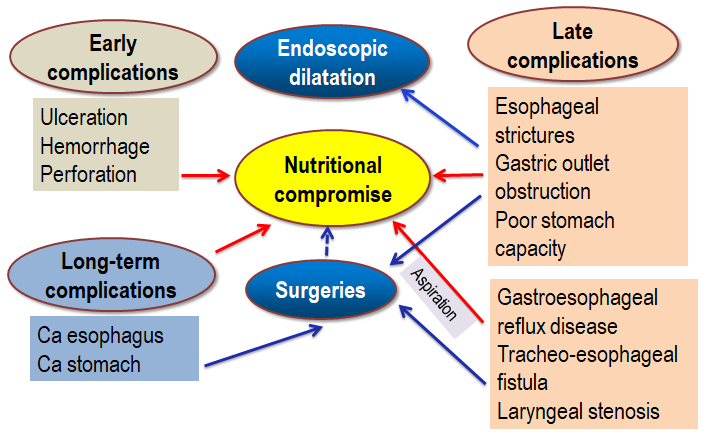 Early
complications
Ulceration
Hemorrhage
Perforation
Endoscopic
dilatation
Late
complications
Esophageal
strictures
Gastric outlet
obstruction
Poor stomach
capacity
Nutritional
compromise
Long-term
complications
Ca esophagus
Ca stomach
Surgeries
Aspiration
Gastroesophageal
reflux disease
Tracheo-esophageal
fistula
Laryngeal stenosis